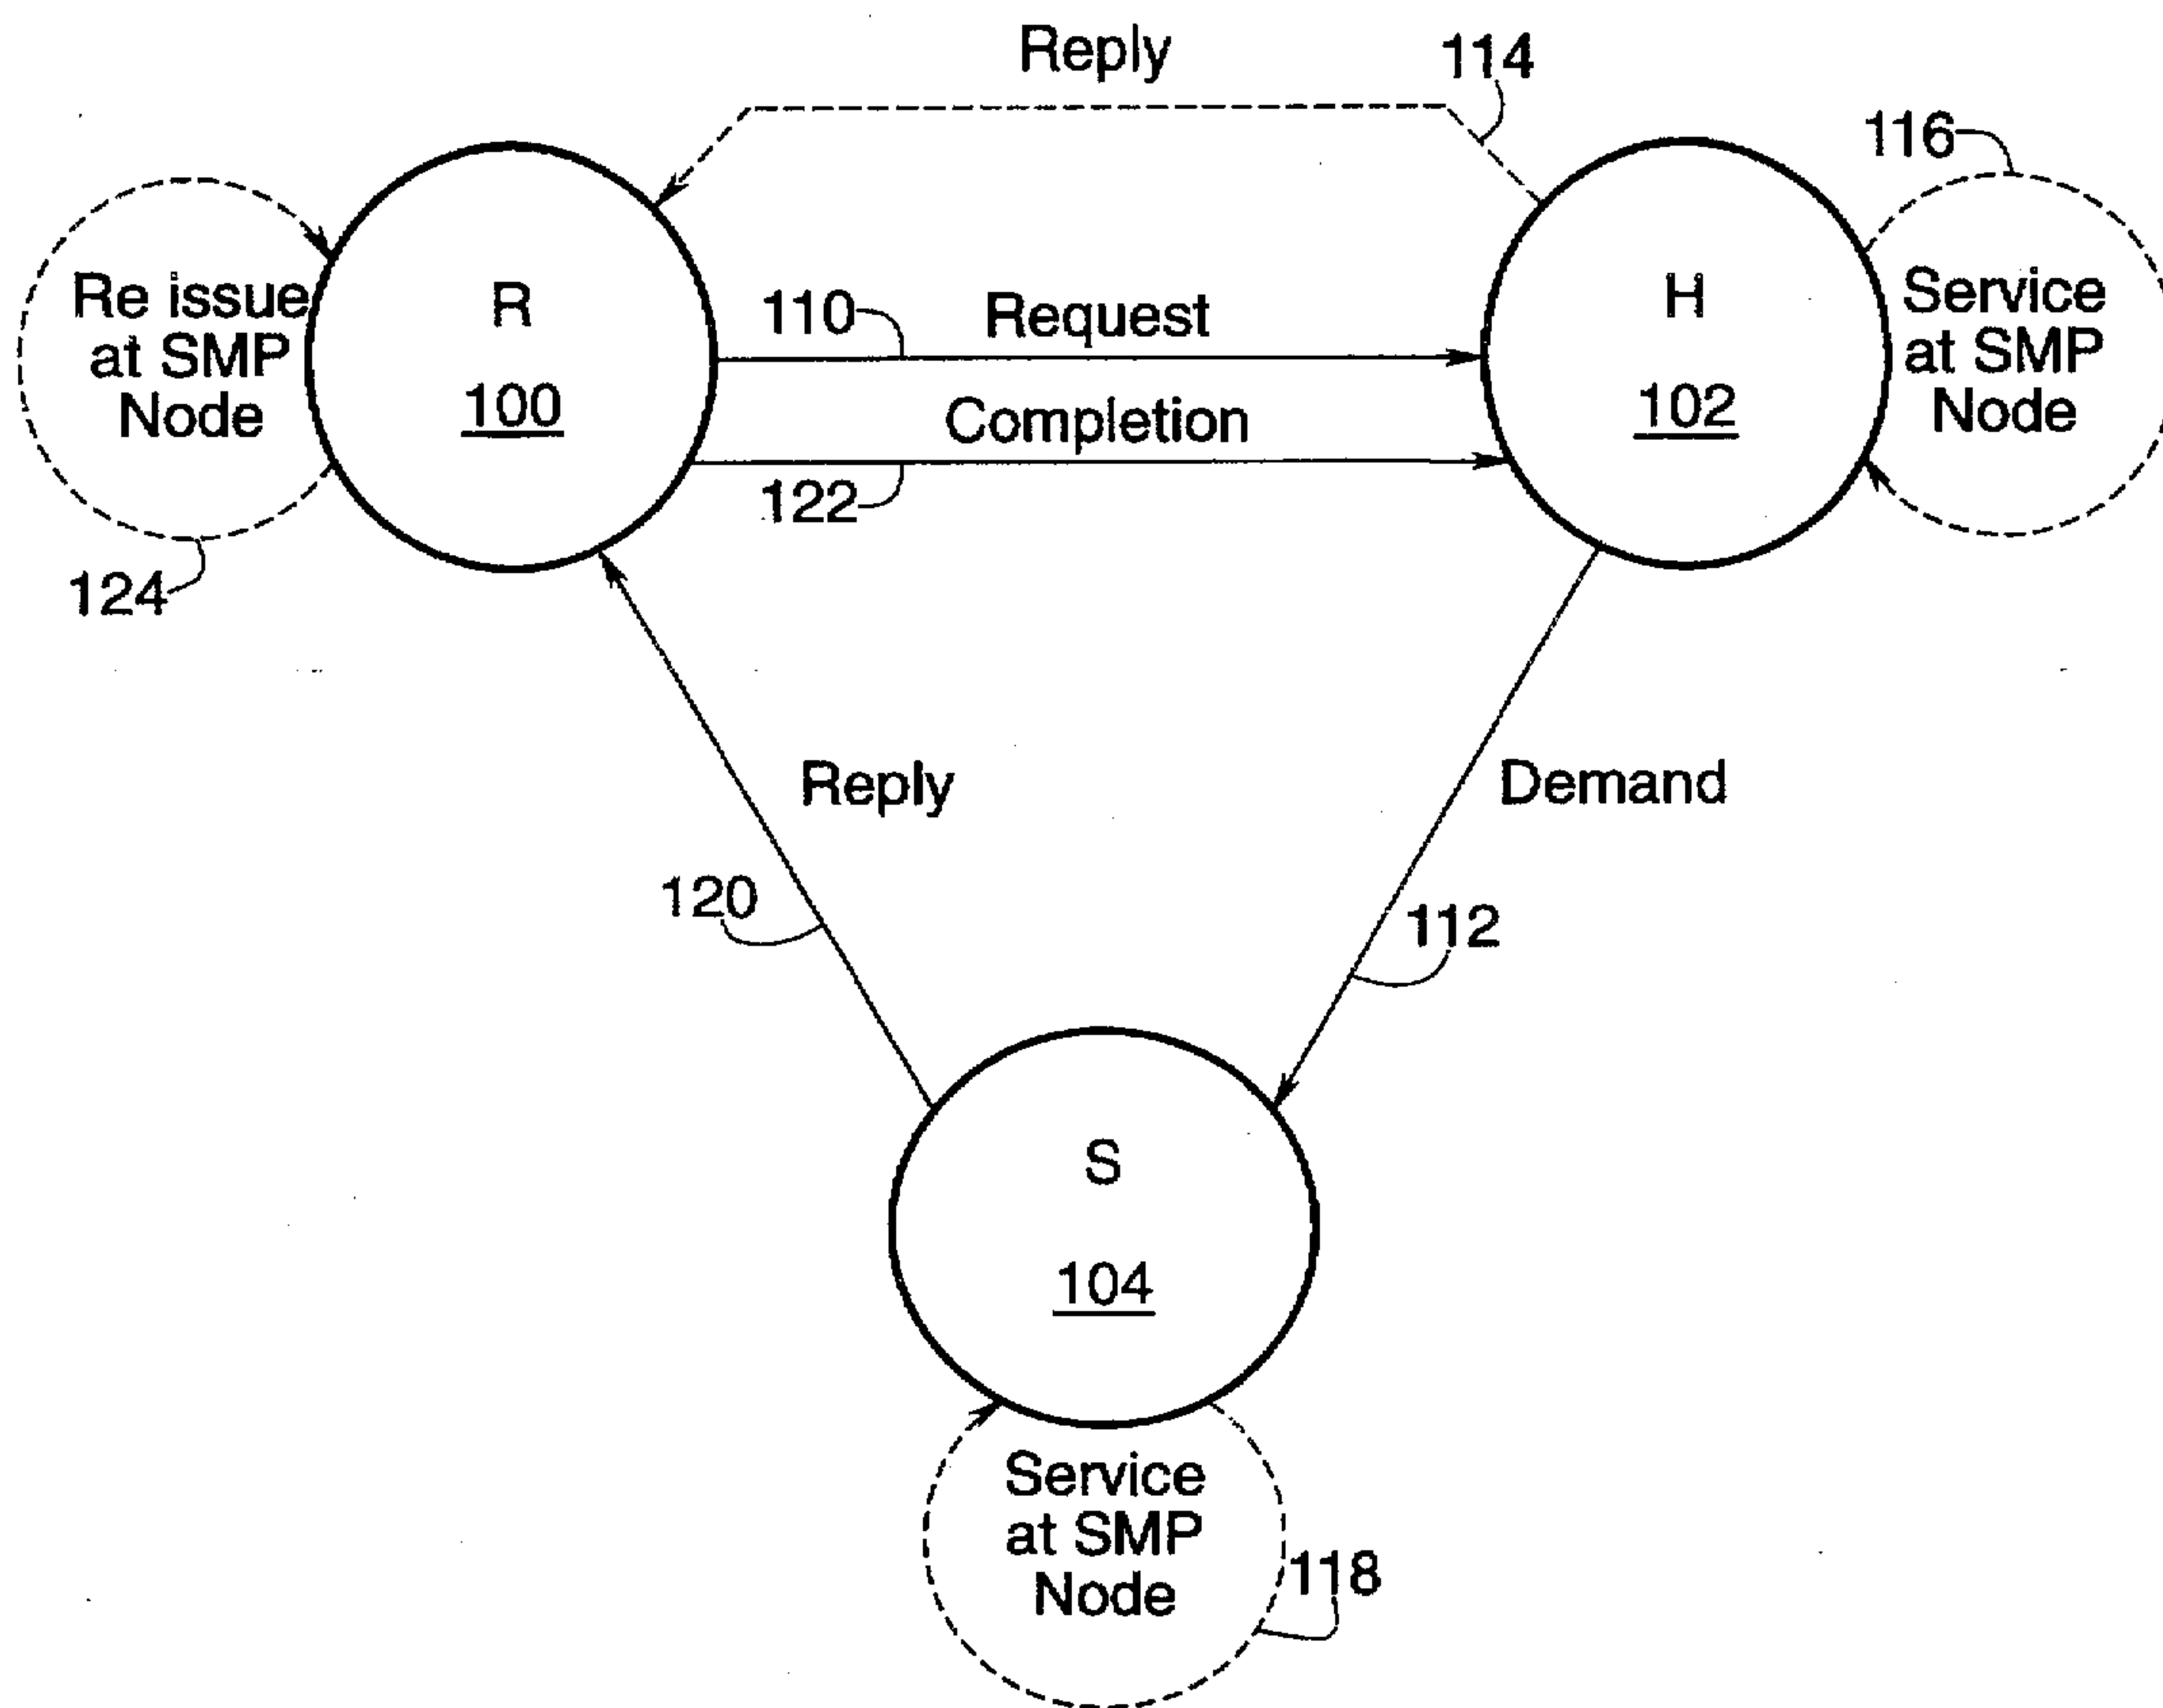 Reply
114
116
Re issue
at SMP
Node
R
100
110
Request
Completion
122
H
102
Service
at SMP
Node
124
Reply
Demand
120
112
S
104
Service
at SMP
Node
118